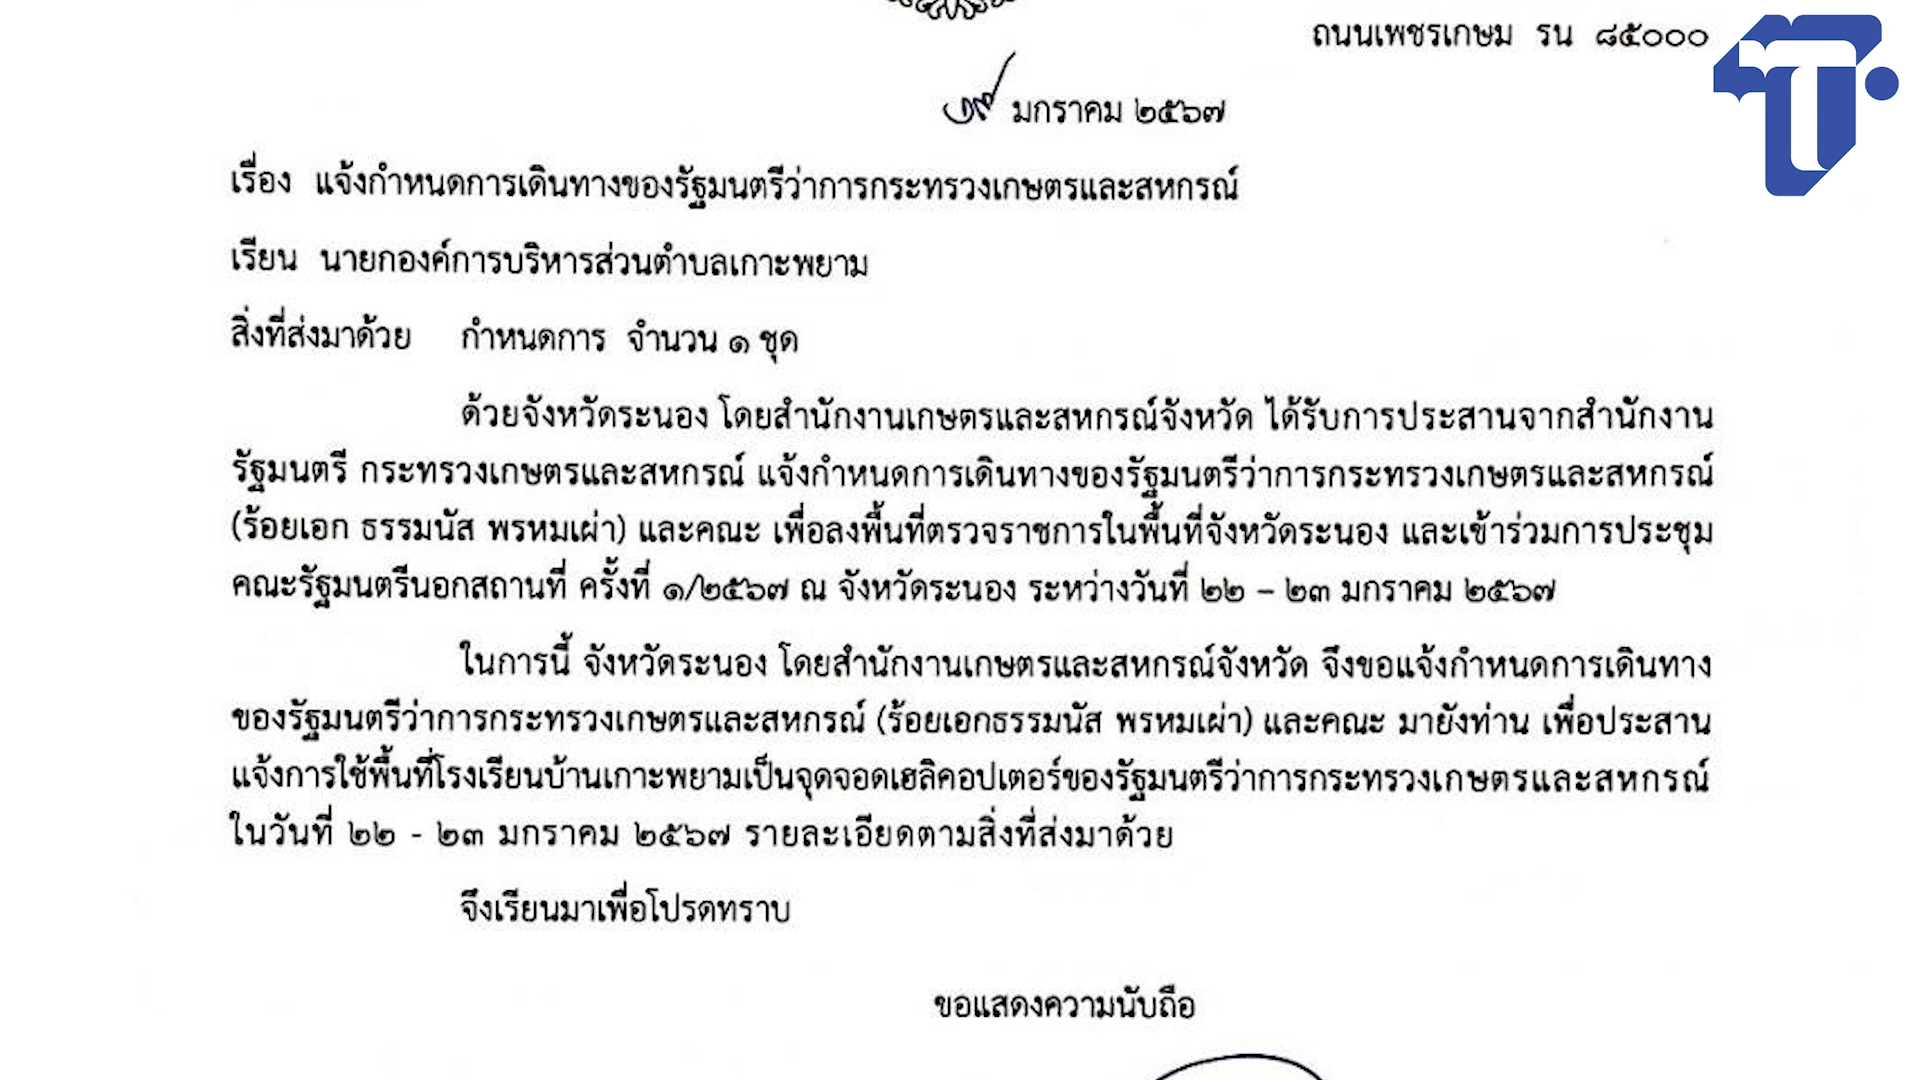 ถนนเพชรเกษม รน ๘๕๐๐๐
๑๙ มกราคม ๒๕๖๗
เรื่อง แจ้งกำหนดการเดินทางของรัฐมนตรีว่าการกระทรวงเกษตรและสหกรณ์
เรียน นายกองค์การบริหารส่วนตำบลเกาะพยาม
สิ่งที่ส่งมาด้วย กำหนดการ จำนวน ๑ ชุด
ด้วยจังหวัดระนอง โดยสำนักงานเกษตรและสหกรณ์จังหวัด ได้รับการประสานจากสำนักงาน
รัฐมนตรี กระทรวงเกษตรและสหกรณ์ แจ้งกำหนดการเดินทางของรัฐมนตรีว่าการกระทรวงเกษตรและสหกรณ์
(ร้อยเอก ธรรมนัส พรหมเผ่า) และคณะ เพื่อลงพื้นที่ตรวจราชการในพื้นที่จังหวัดระนอง และเข้าร่วมการประชุม
คณะรัฐมนตรีนอกสถานที่ ครั้งที่ ๑/๒๕๖๗ ณ จังหวัดระนอง ระหว่างวันที่ ๒๒ – ๒๓ มกราคม ๒๕๖๗
ในการนี้ จังหวัดระนอง โดยสำนักงานเกษตรและสหกรณ์จังหวัด จึงขอแจ้งกำหนดการเดินทาง
ของรัฐมนตรีว่าการกระทรวงเกษตรและสหกรณ์ (ร้อยเอกธรรมนัส พรหมเผ่า) และคณะ มายังท่าน เพื่อประสาน
แจ้งการใช้พื้นที่โรงเรียนบ้านเกาะพยามเป็นจุดจอดเฮลิคอปเตอร์ของรัฐมนตรีว่าการกระทรวงเกษตรและสหกรณ์
ในวันที่ ๒๒ - ๒๓ มกราคม ๒๕๖๗ รายละเอียดตามสิ่งที่ส่งมาด้วย
จึงเรียนมาเพื่อโปรดทราบ
ขอแสดงความนับถือ